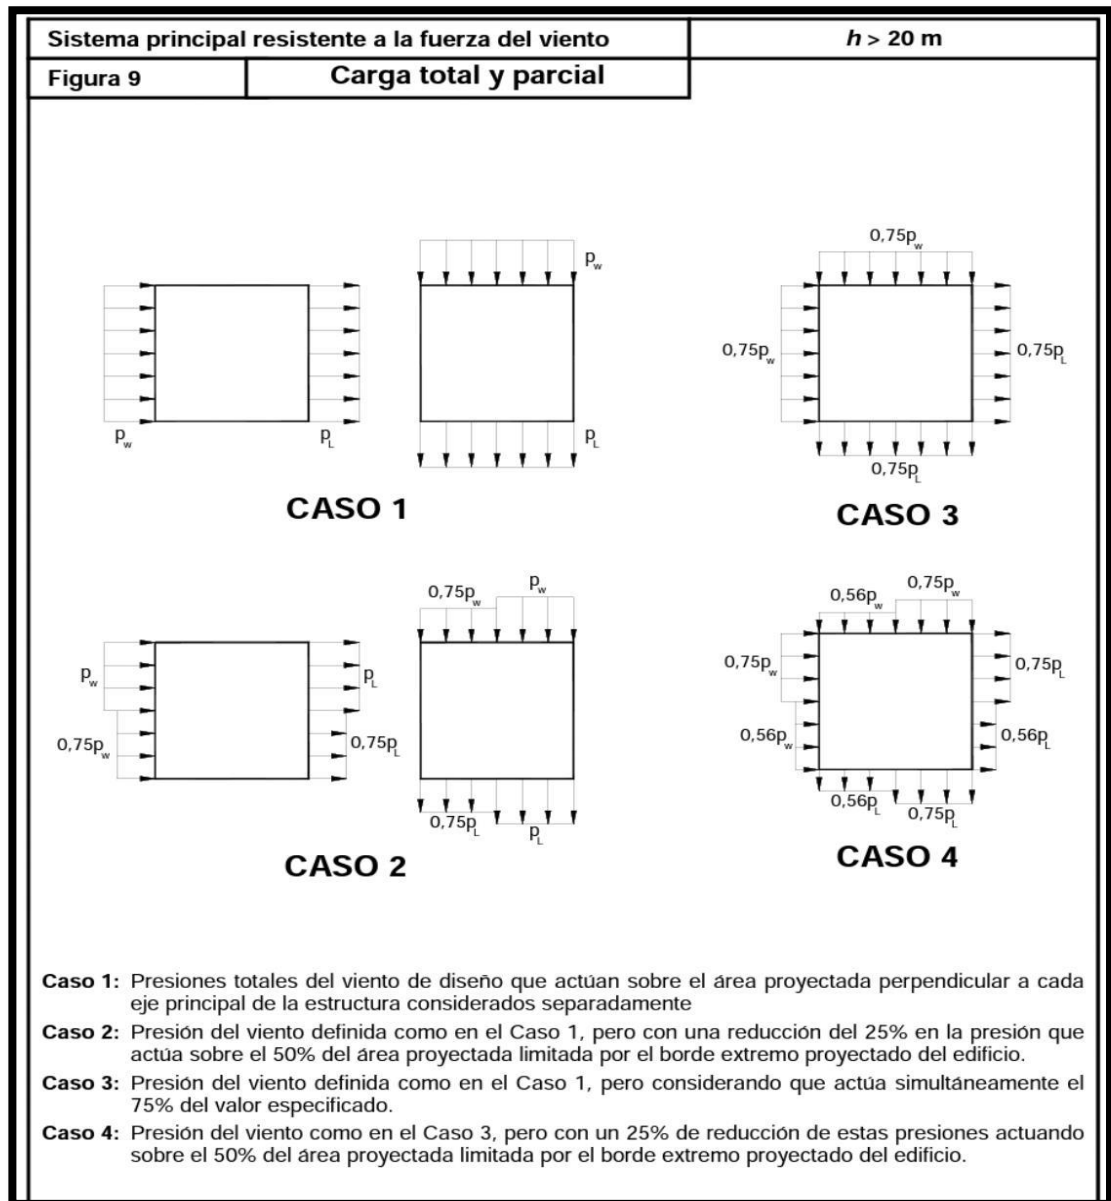 Sistema principal resistente a la fuerza del viento
h > 20 m
Figura 9
Carga total y parcial
0,75p_w
p_w
0,75p_w
0,75p_L
p_w
p_L
p_L
0,75p_L
CASO 1
CASO 3
0,75p_w
p_w
0,56p_w
0,75p_w
p_w
p_L
0,75p_w
0,75p_L
0,75p_w
0,75p_L
0,56p_w
0,56p_L
0,75p_L
p_L
0,56p_L
0,75p_L
CASO 2
CASO 4
Caso 1: Presiones totales del viento de diseño que actúan sobre el área proyectada perpendicular a cada
eje principal de la estructura considerados separadamente
Caso 2: Presión del viento definida como en el Caso 1, pero con una reducción del 25% en la presión que
actúa sobre el 50% del área proyectada limitada por el borde extremo proyectado del edificio.
Caso 3: Presión del viento definida como en el Caso 1, pero considerando que actúa simultáneamente el
75% del valor especificado.
Caso 4: Presión del viento como en el Caso 3, pero con un 25% de reducción de estas presiones actuando
sobre el 50% del área proyectada limitada por el borde extremo proyectado del edificio.